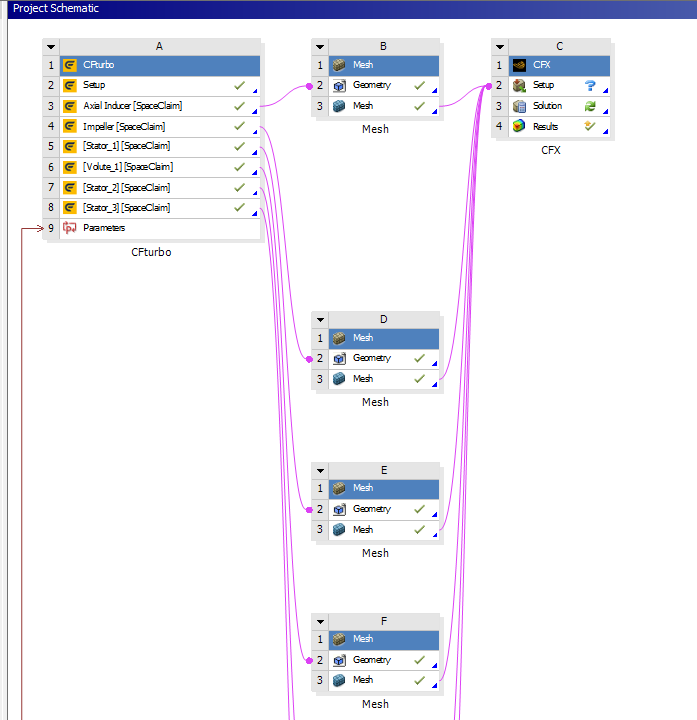 Project Schematic
A
1 CFturbo
2 Setup
3 Axial Inducer [SpaceClaim]
4 Impeller [SpaceClaim]
5 [Stator_1] [SpaceClaim]
6 [Volute_1] [SpaceClaim]
7 [Stator_2] [SpaceClaim]
8 [Stator_3] [SpaceClaim]
9 Parameters
CFturbo
B
1 Mesh
2 Geometry
3 Mesh
Mesh
C
1 CFX
2 Setup
3 Solution
4 Results
CFX
D
1 Mesh
2 Geometry
3 Mesh
Mesh
E
1 Mesh
2 Geometry
3 Mesh
Mesh
F
1 Mesh
2 Geometry
3 Mesh
Mesh